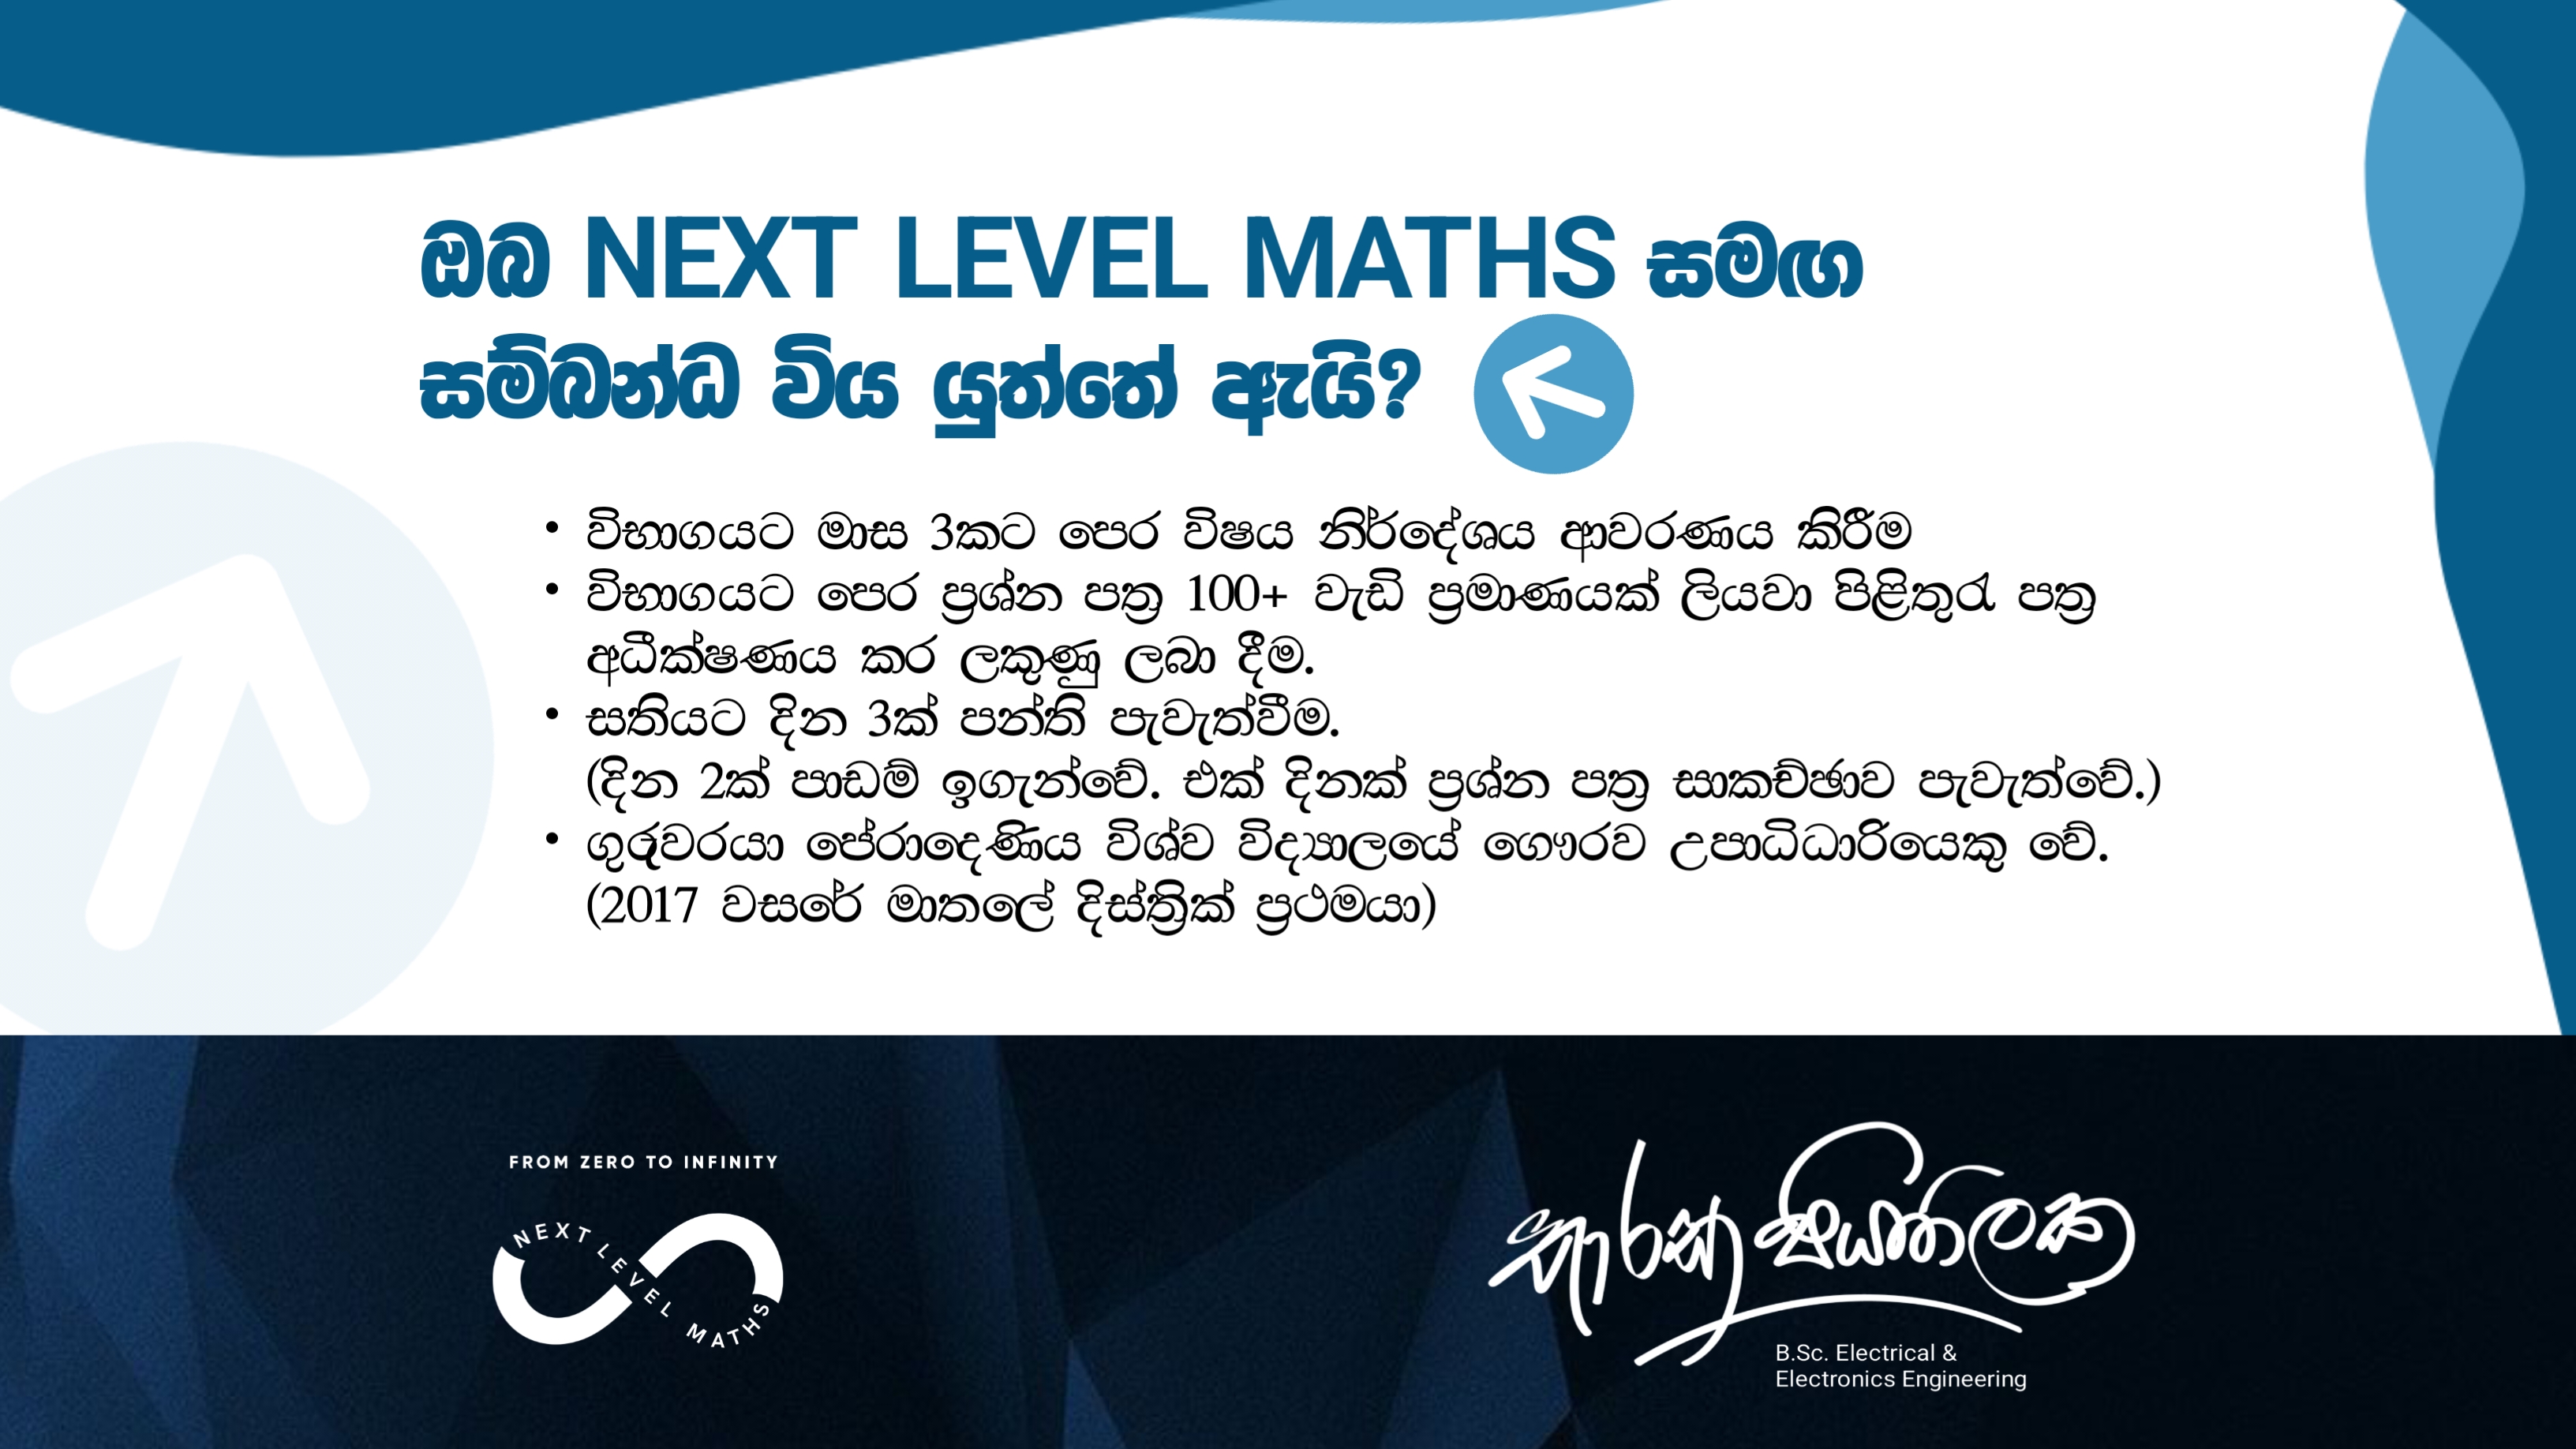 ඔබ NEXT LEVEL MATHS සමඟ
සම්බන්ධ විය යුත්තේ ඇයි?
• විභාගයට මාස 3කට පෙර විෂය නිර්දේශය ආවරණය කිරීම
• විභාගයට පෙර ප්‍රශ්න පත්‍ර 100+ වැඩි ප්‍රමාණයක් ලියවා පිළිතුරු පත්‍ර
අධීක්ෂණය කර ලකුණු ලබා දීම.
• සතියට දින 3ක් පන්ති පැවැත්වීම.
(දින 2ක් පාඩම් ඉගැන්වේ. එක් දිනක් ප්‍රශ්න පත්‍ර සාකච්ඡාව පැවැත්වේ.)
• ගුරුවරයා පේරාදෙණිය විශ්ව විද්‍යාලයේ ගෞරව උපාධිධාරියෙකු වේ.
(2017 වසරේ මාතලේ දිස්ත්‍රික් ප්‍රථමයා)
FROM ZERO TO INFINITY
NEXT LEVEL MATHS
පියතිලක
B.Sc. Electrical &
Electronics Engineering